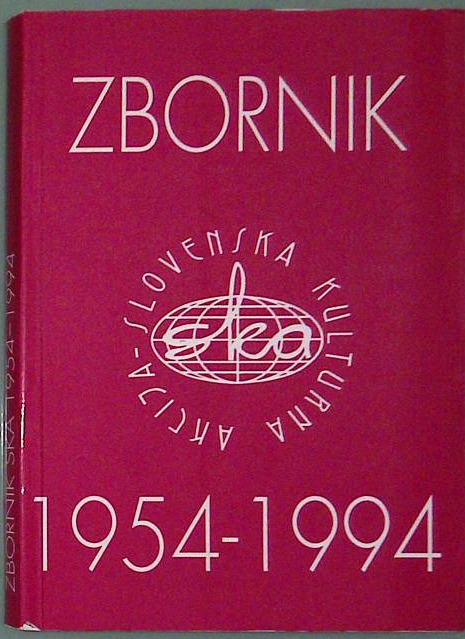 ZBORNIK
SLOVENSKA KULTURNA AKCIJA-
ska
1954-1994
ZBORNIK SKA 1954-1994